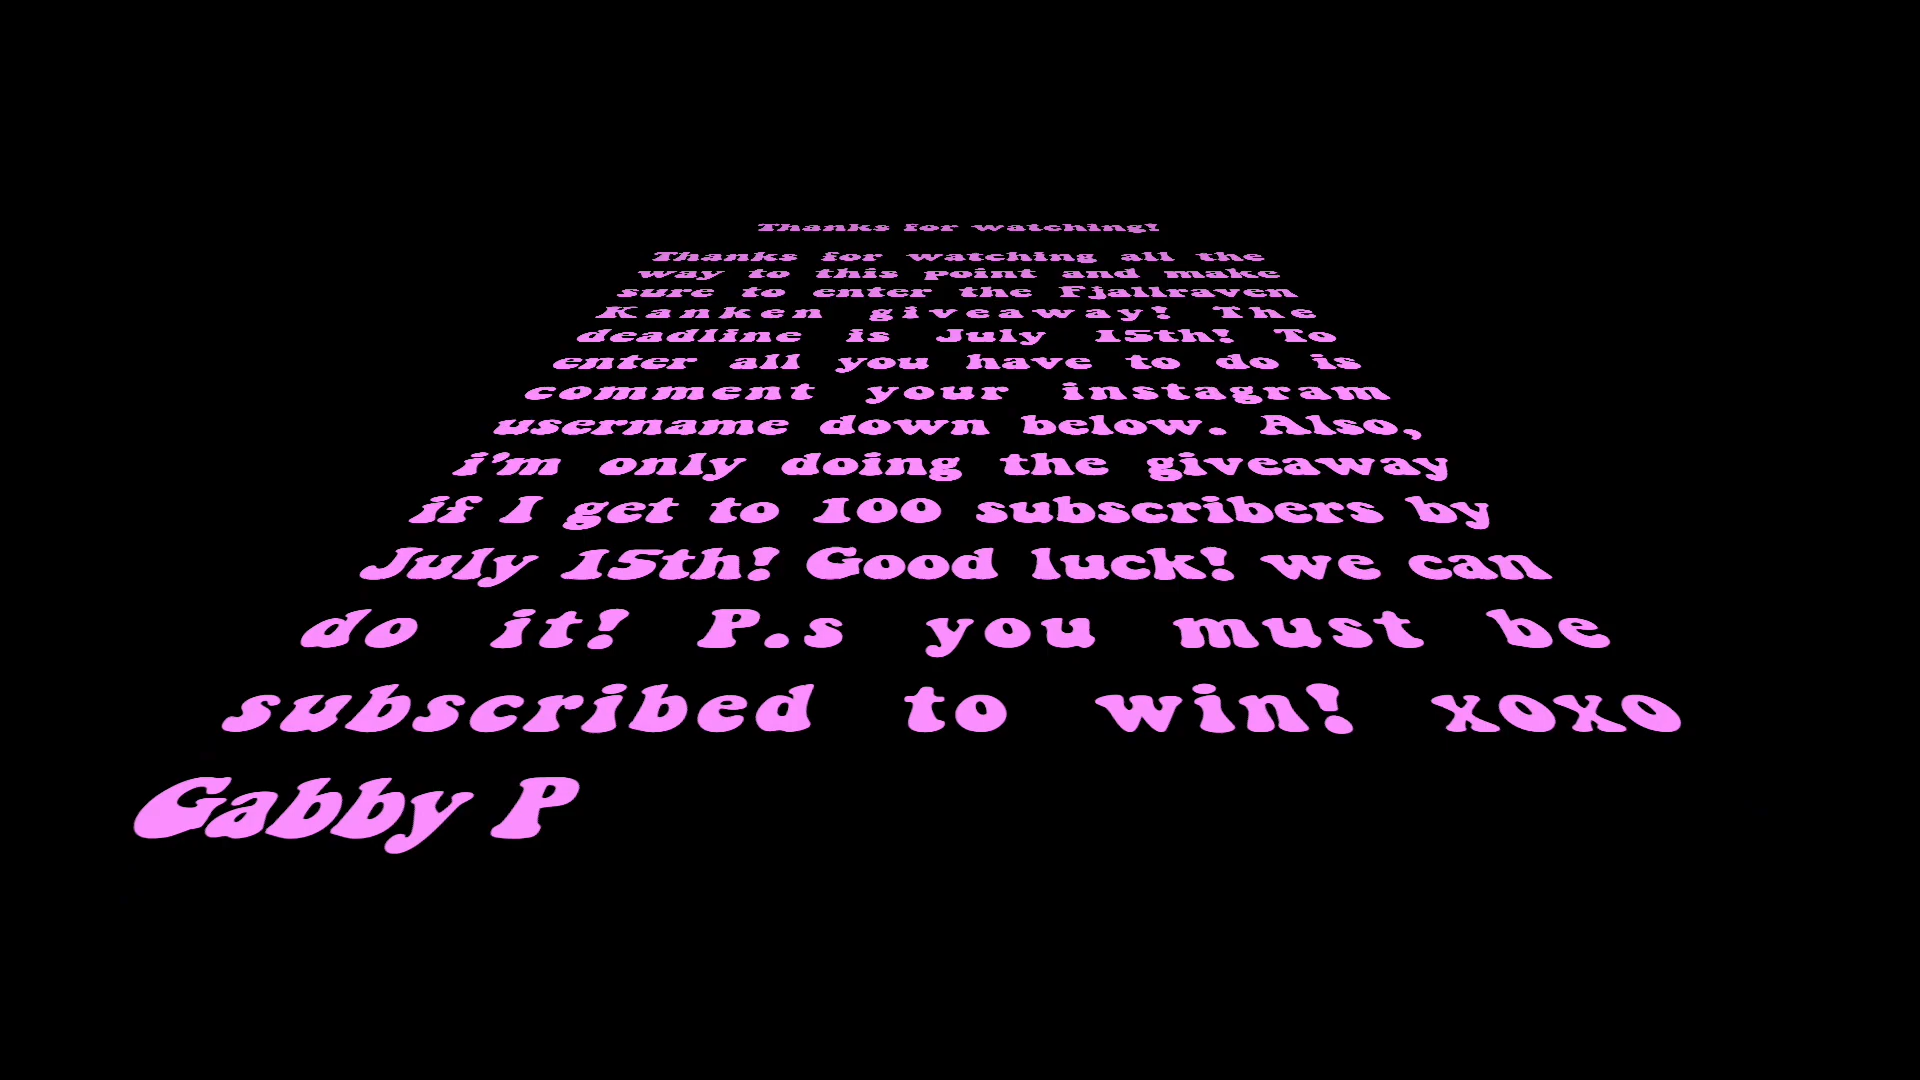 Thanks for watching!
Thanks for watching all the
way to this point and make
sure to enter the Fjallraven
Kanken giveaway! The
deadline is July 15th! To
enter all you have to do is
comment your instagram
username down below. Also,
i'm only doing the giveaway
if I get to 100 subscribers by
July 15th! Good luck! we can
do it! P.s you must be
subscribed to win! xoxo
Gabby P